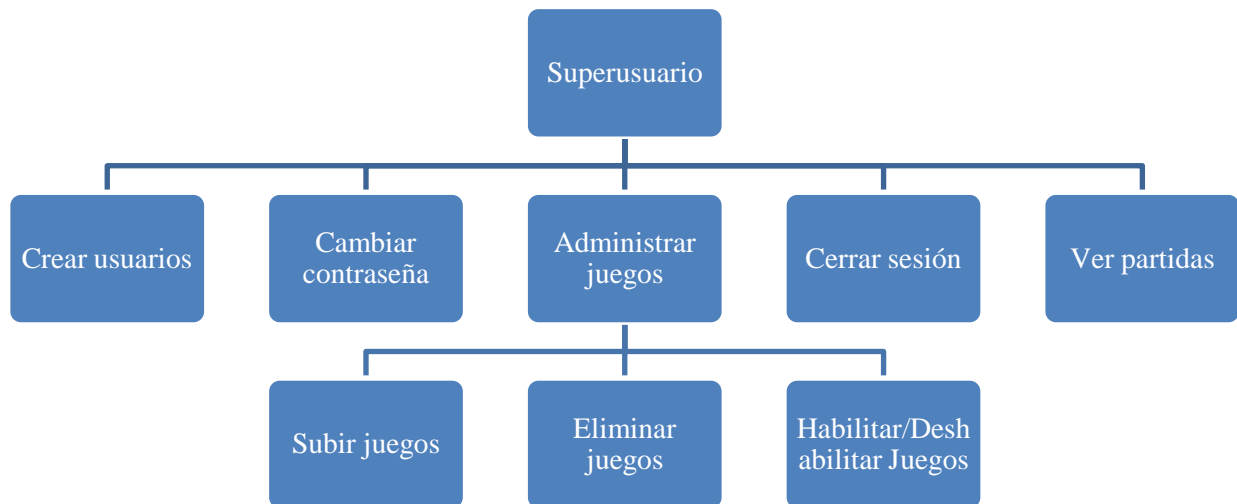 Superusuario
Crear usuarios
Cambiar
contraseña
Administrar
juegos
Cerrar sesión
Ver partidas
Subir juegos
Eliminar
juegos
Habilitar/Desh
abilitar Juegos